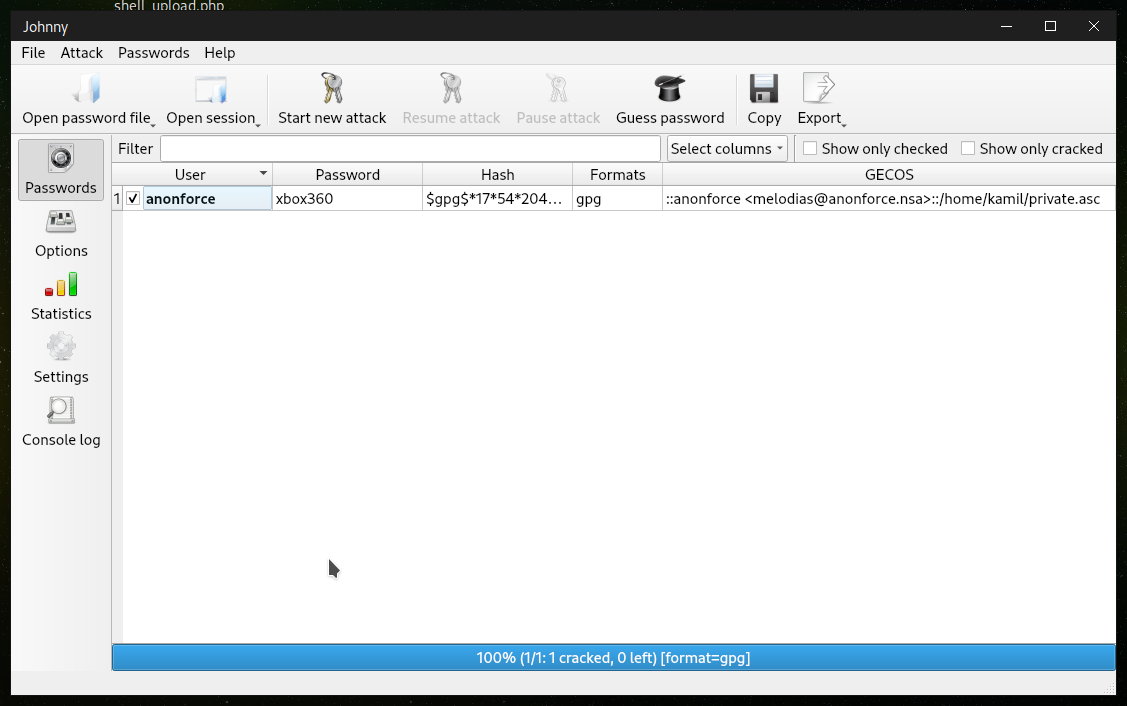 shell_upload.php
Johnny
File Attack Passwords Help
Open password file Open session Start new attack Resume attack Pause attack Guess password Copy Export
Passwords
Options
Statistics
Settings
Console log
Filter Select columns Show only checked Show only cracked
User Password Hash Formats GECOS
1 anonforce xbox360 $gpg$*17*54*204... gpg ::anonforce <melodias@anonforce.nsa>::/home/kamil/private.asc
100% (1/1: 1 cracked, 0 left) [format=gpg]